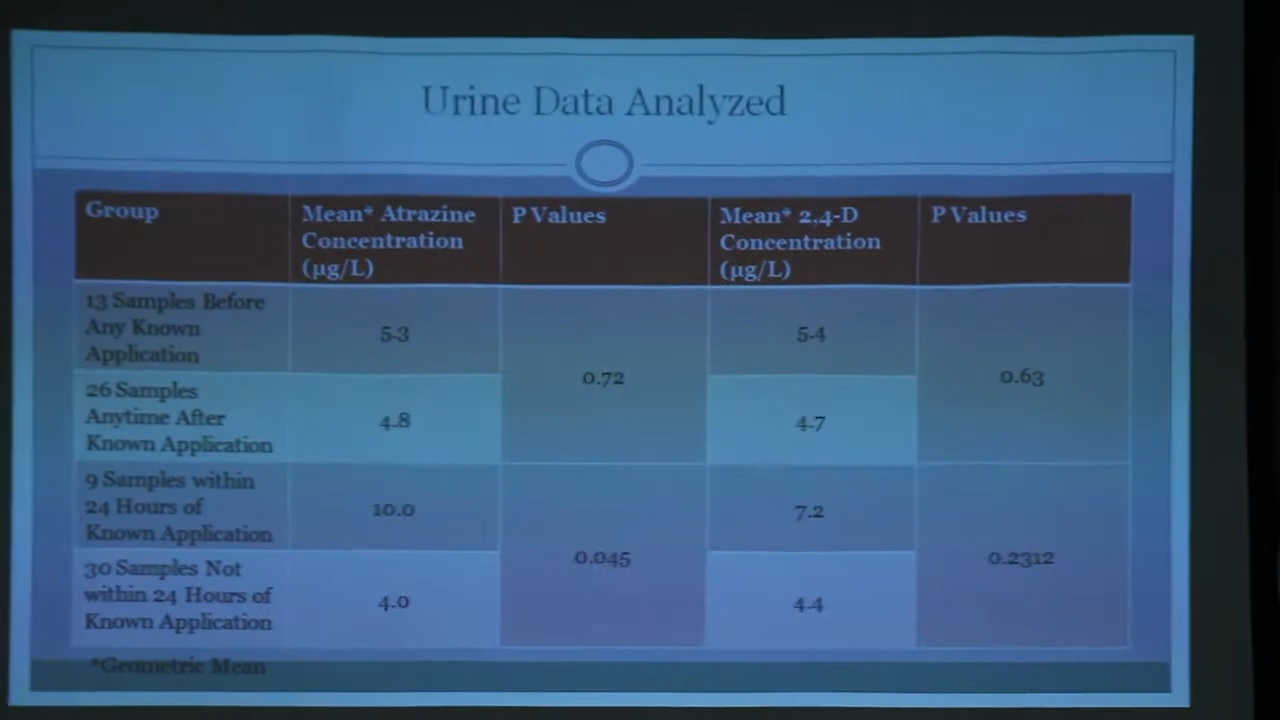 Urine Data Analyzed
Group
Mean* Atrazine
Concentration
(µg/L)
P Values
Mean* 2,4-D
Concentration
(µg/L)
P Values
13 Samples Before
Any Known
Application
5.3
0.72
5.4
0.63
26 Samples
Anytime After
Known Application
4.8
4.7
9 Samples within
24 Hours of
Known Application
10.0
0.045
7.2
0.2312
30 Samples Not
within 24 Hours of
Known Application
4.0
4.4
*Geometric Mean